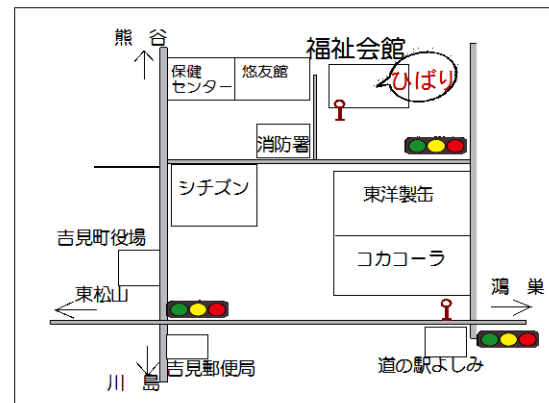 熊 谷
福祉会館
保健
センター
悠友館
ひばり
消防署
シチズン
東洋製缶
吉見町役場
コカコーラ
東松山
鴻 巣
吉見郵便局
道の駅よしみ
川 島